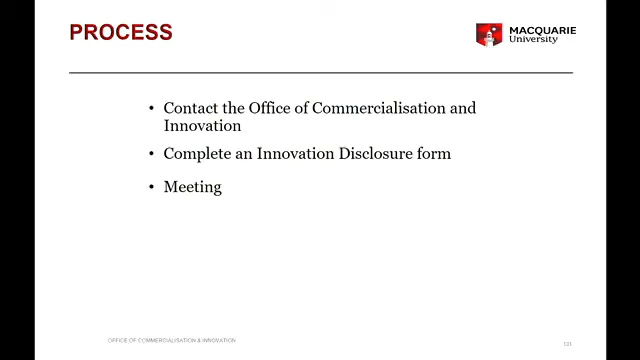 PROCESS
MACQUARIE
University
• Contact the Office of Commercialisation and
Innovation
• Complete an Innovation Disclosure form
• Meeting
OFFICE OF COMMERCIALISATION & INNOVATION